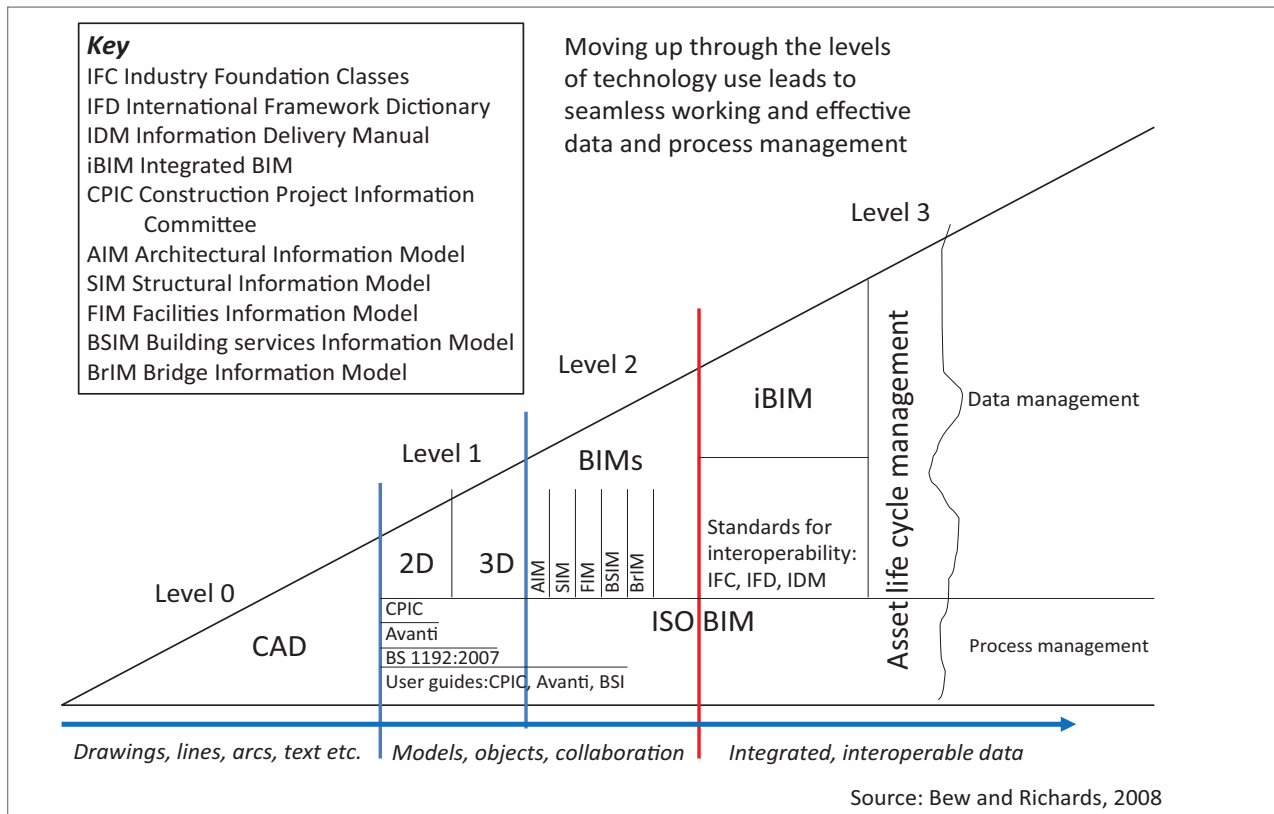 Key
IFC Industry Foundation Classes
IFD International Framework Dictionary
IDM Information Delivery Manual
iBIM Integrated BIM
CPIC Construction Project Information
Committee
AIM Architectural Information Model
SIM Structural Information Model
FIM Facilities Information Model
BSIM Building services Information Model
BrIM Bridge Information Model
Moving up through the levels
of technology use leads to
seamless working and effective
data and process management
Level 3
Level 2
Level 1
Level 0
iBIM
BIMs
2D
3D
AIM
SIM
FIM
BSIM
BrIM
Standards for
interoperability:
IFC, IFD, IDM
Asset life cycle management
Data management
Process management
CAD
CPIC
Avanti
BS 1192:2007
User guides:CPIC, Avanti, BSI
ISO BIM
Drawings, lines, arcs, text etc.
Models, objects, collaboration
Integrated, interoperable data
Source: Bew and Richards, 2008